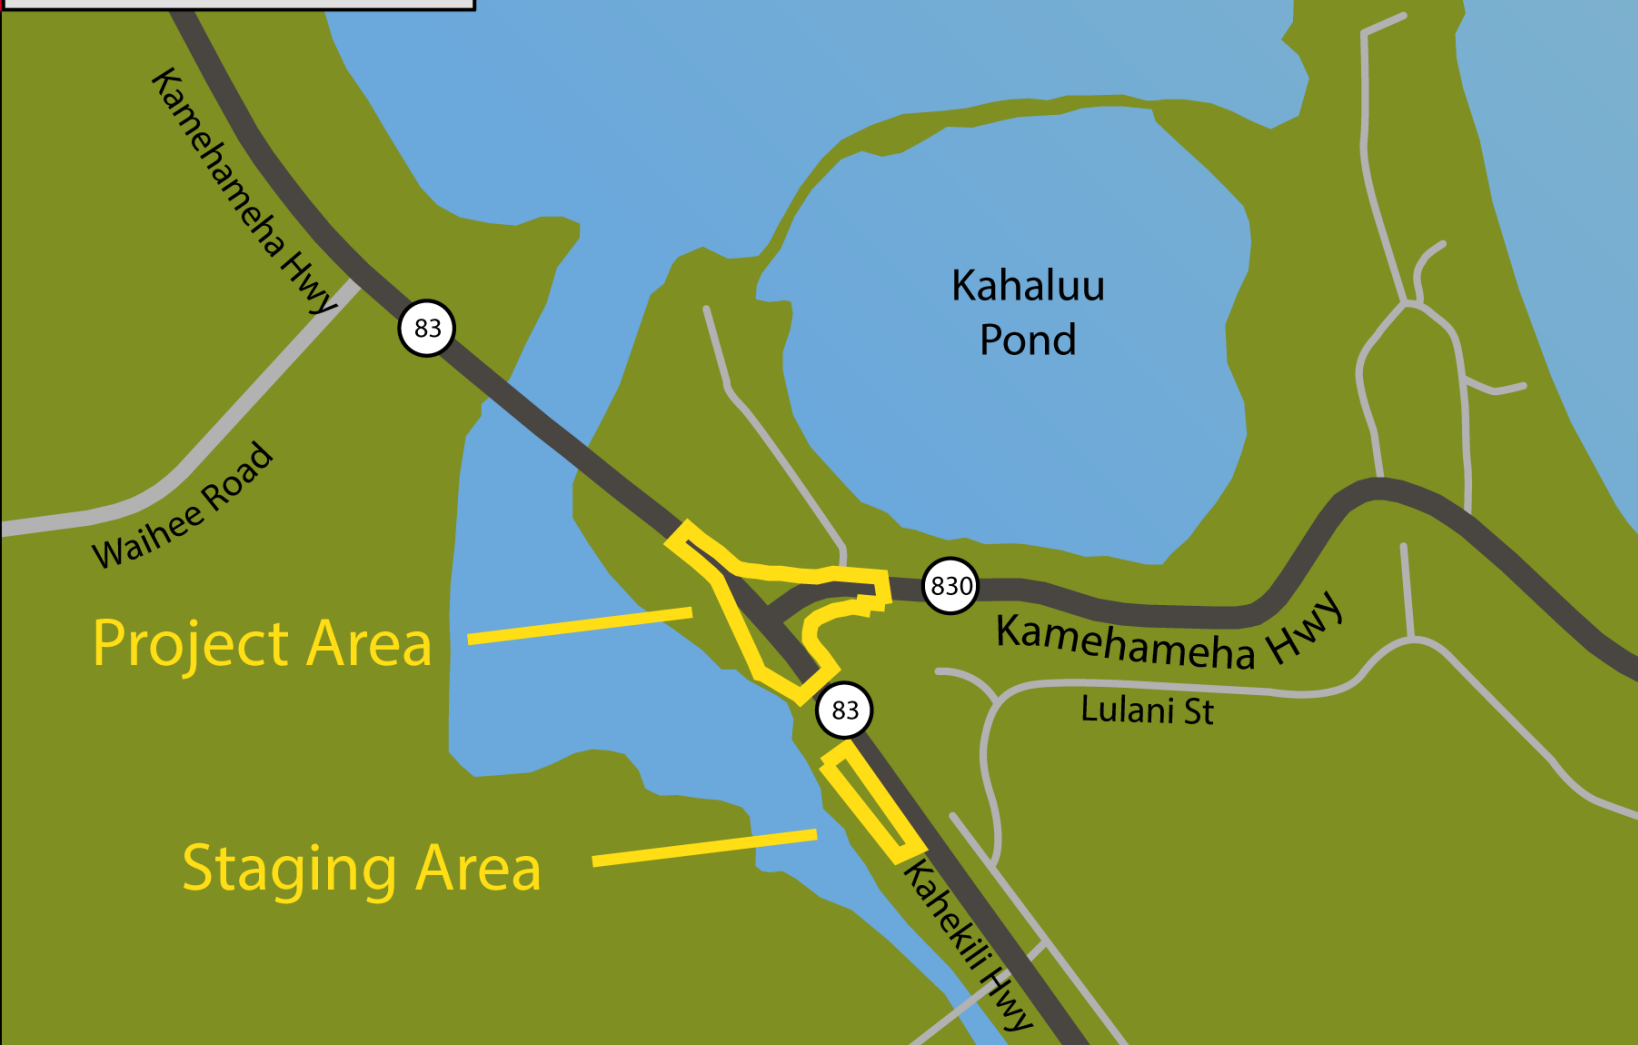 Kamehameha Hwy
83
Kahaluu
Pond
Waihee Road
830
Kamehameha Hwy
Project Area
Lulani St
83
Staging Area
Kahekili Hwy